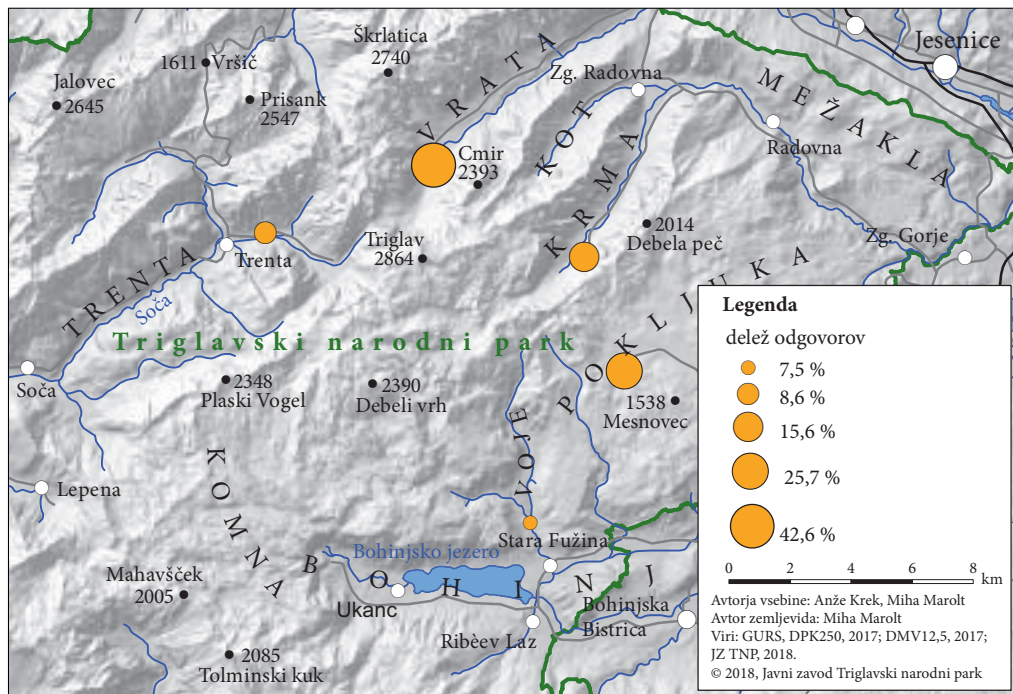 Škrlatica
2740
1611 Vršič
Jalovec
2645
Prisank
2547
VRATA
Jesenice
Zg. Radovna
MEŽAKLA
KOT
Cmir
2393
KRMA
Radovna
2014
Debela peč
Zg. Gorje
Triglav
2864
Trenta
TRENTA
Soča
POKLJUKA
Triglavski narodni park
Soča
2348
Plaski Vogel
2390
Debeli vrh
1538
Mesnovec
VOJE
KOMNA
Lepena
Stara Fužina
Bohinjsko jezero
BOHINJ
Mahavšček
2005
Ukanc
Bohinjska
Bistrica
Ribèev Laz
2085
Tolminski kuk
Legenda
delež odgovorov
7,5 %
8,6 %
15,6 %
25,7 %
42,6 %
0 2 4 6 8
km
Avtorja vsebine: Anže Krek, Miha Marolt
Avtor zemljevida: Miha Marolt
Viri: GURS, DPK250, 2017; DMV12,5, 2017;
JZ TNP, 2018.
© 2018, Javni zavod Triglavski narodni park